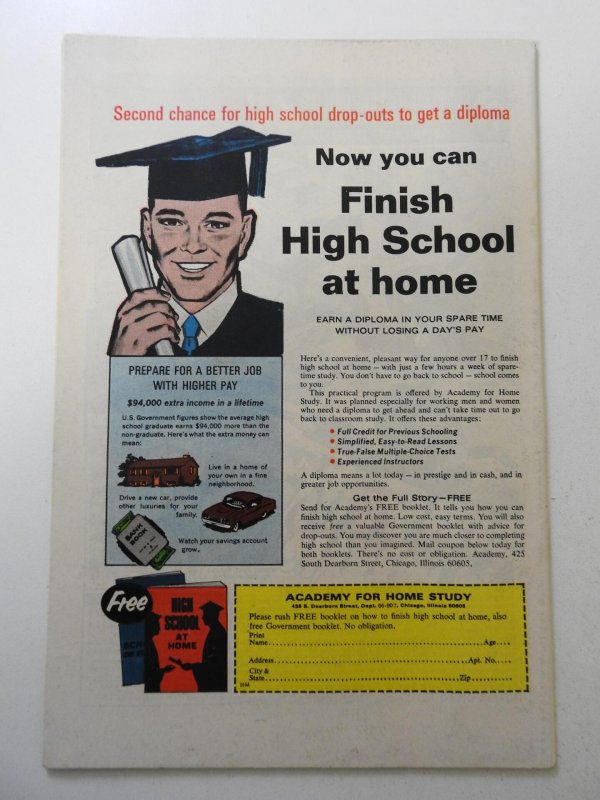 Second chance for high school drop-outs to get a diploma
Now you can
Finish
High School
at home
EARN A DIPLOMA IN YOUR SPARE TIME
WITHOUT LOSING A DAY'S PAY
PREPARE FOR A BETTER JOB
WITH HIGHER PAY
$94,000 extra income in a lifetime
U.S. Government figures show the average high
school graduate earns $94,000 more than the
non-graduate. Here's what the extra money can
mean:
Live in a home of
your own in a fine
neighborhood.
Drive a new car, provide
other luxuries for your
family.
BANK
BOOK
Watch your savings account
grow.
Here's a convenient, pleasant way for anyone over 17 to finish
high school at home — with just a few hours a week of spare-
time study. You don't have to go back to school — school comes
to you.
This practical program is offered by Academy for Home
Study. It was planned especially for working men and women
who need a diploma to get ahead and can't take time out to go
back to classroom study. It offers these advantages:
• Full Credit for Previous Schooling
• Simplified, Easy-to-Read Lessons
• True-False Multiple-Choice Tests
• Experienced Instructors
A diploma means a lot today — in prestige and in cash, and in
greater job opportunities.
Get the Full Story—FREE
Send for Academy's FREE booklet. It tells you how you can
finish high school at home. Low cost, easy terms. You will also
receive free a valuable Government booklet with advice for
drop-outs. You may discover you are much closer to completing
high school than you imagined. Mail coupon below today for
both booklets. There's no cost or obligation. Academy, 425
South Dearborn Street, Chicago, Illinois 60605.
Free
HIGH
SCHOOL
AT
HOME
ACADEMY FOR HOME STUDY
425 S. Dearborn Street, Dept. 06-907, Chicago, Illinois 60605
Please rush FREE booklet on how to finish high school at home, also
free Government booklet. No obligation.
Print
Name Age
Address Apt. No.
City &
State Zip